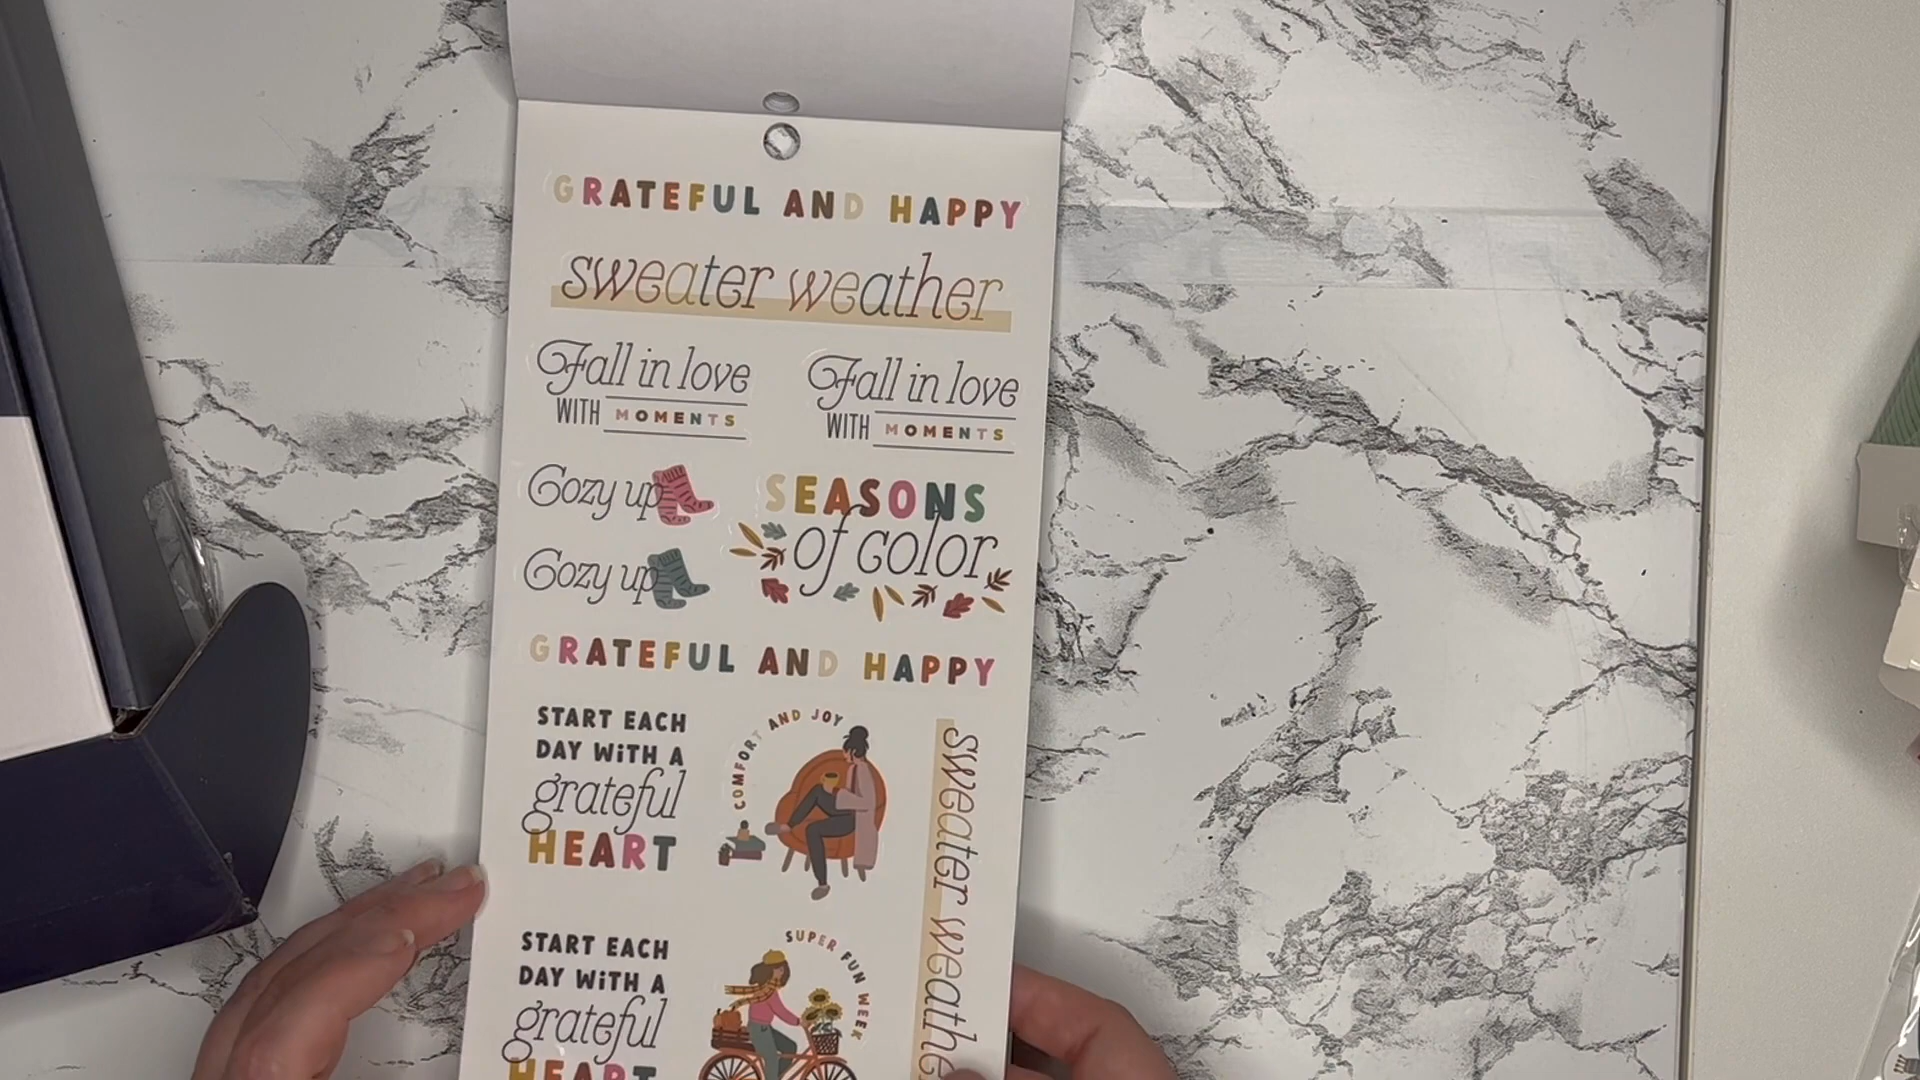 GRATEFUL AND HAPPY
sweater weather
Fall in love
WITH MOMENTS
Fall in love
WITH MOMENTS
Cozy up
Cozy up
SEASONS
of color
GRATEFUL AND HAPPY
START EACH
DAY WiTH A
grateful
HEART
COMFORT AND JOY
sweater weather
START EACH
DAY WiTH A
grateful
HEART
SUPER FUN WEEK